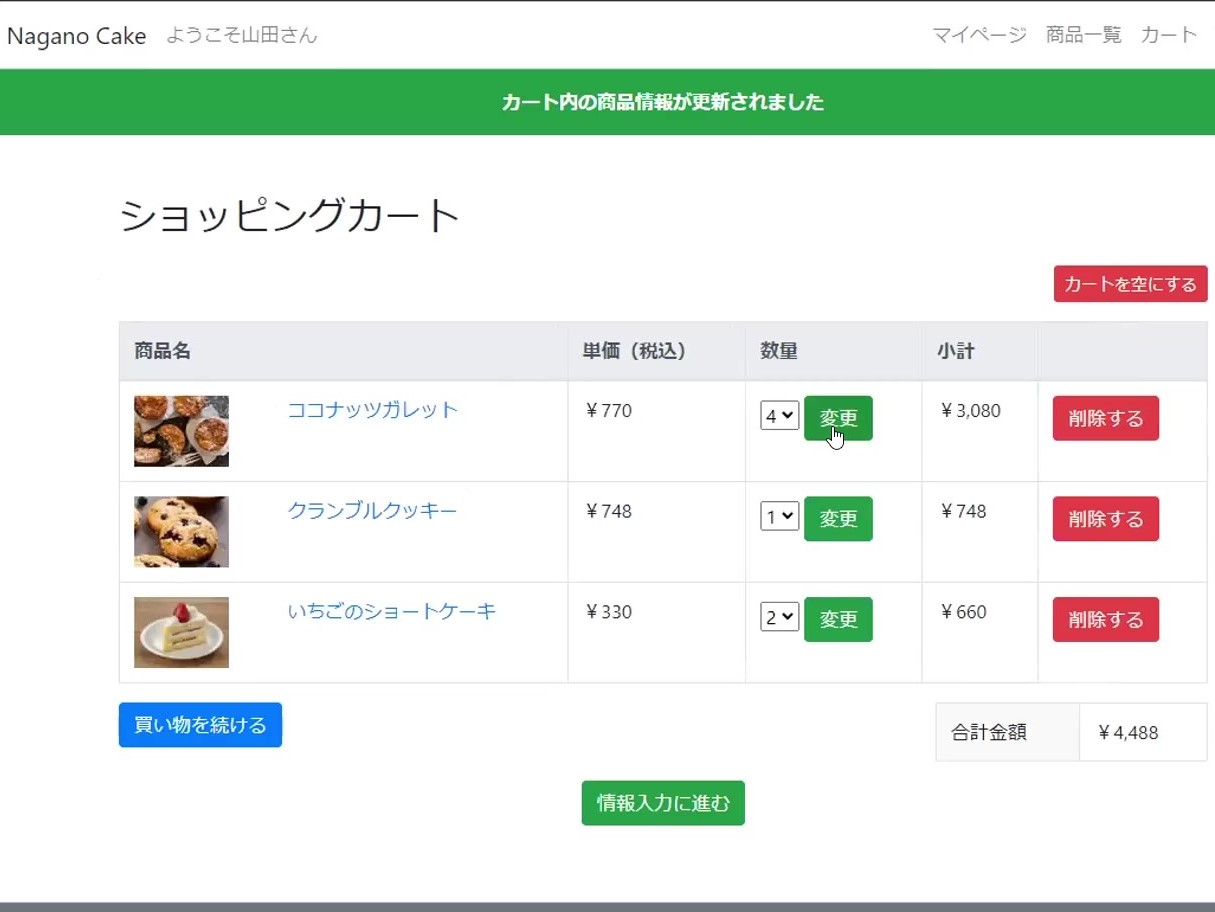 Nagano Cake ようこそ山田さん マイページ 商品一覧 カート
カート内の商品情報が更新されました
ショッピングカート
カートを空にする
商品名 単価（税込） 数量 小計
ココナッツガレット ¥770 4 変更 ¥3,080 削除する
クランブルクッキー ¥748 1 変更 ¥748 削除する
いちごのショートケーキ ¥330 2 変更 ¥660 削除する
買い物を続ける 合計金額 ¥4,488
情報入力に進む